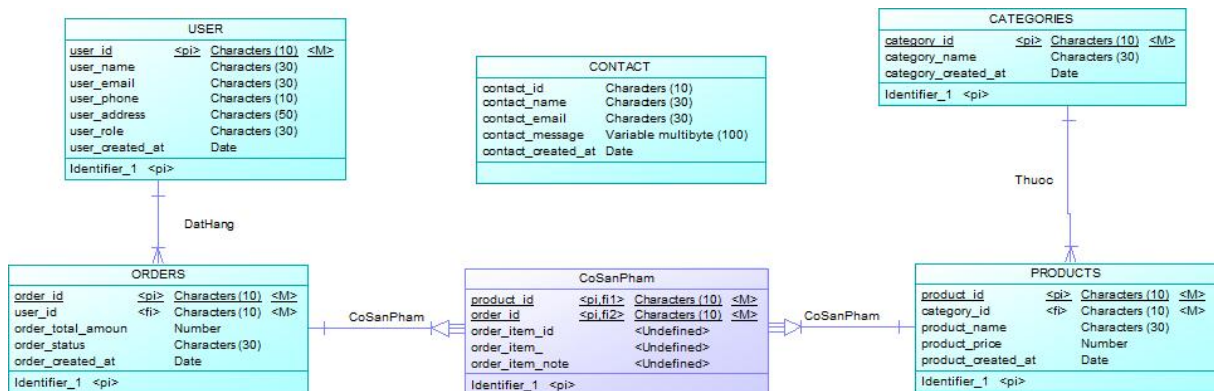 USER
user_id <pi> Characters (10) <M>
user_name Characters (30)
user_email Characters (30)
user_phone Characters (10)
user_address Characters (50)
user_role Characters (30)
user_created_at Date
Identifier_1 <pi>
CONTACT
contact_id Characters (10)
contact_name Characters (30)
contact_email Characters (30)
contact_message Variable multibyte (100)
contact_created_at Date
CATEGORIES
category_id <pi> Characters (10) <M>
category_name Characters (30)
category_created_at Date
Identifier_1 <pi>
DatHang
Thuoc
ORDERS
order_id <pi> Characters (10) <M>
user_id <fi> Characters (10) <M>
order_total_amoun Number
order_status Characters (30)
order_created_at Date
Identifier_1 <pi>
CoSanPham
CoSanPham
product_id <pi,fi1> Characters (10) <M>
order_id <pi,fi2> Characters (10) <M>
order_item_id <Undefined>
order_item_ <Undefined>
order_item_note <Undefined>
Identifier_1 <pi>
CoSanPham
PRODUCTS
product_id <pi> Characters (10) <M>
category_id <fi> Characters (10) <M>
product_name Characters (30)
product_price Number
product_created_at Date
Identifier_1 <pi>